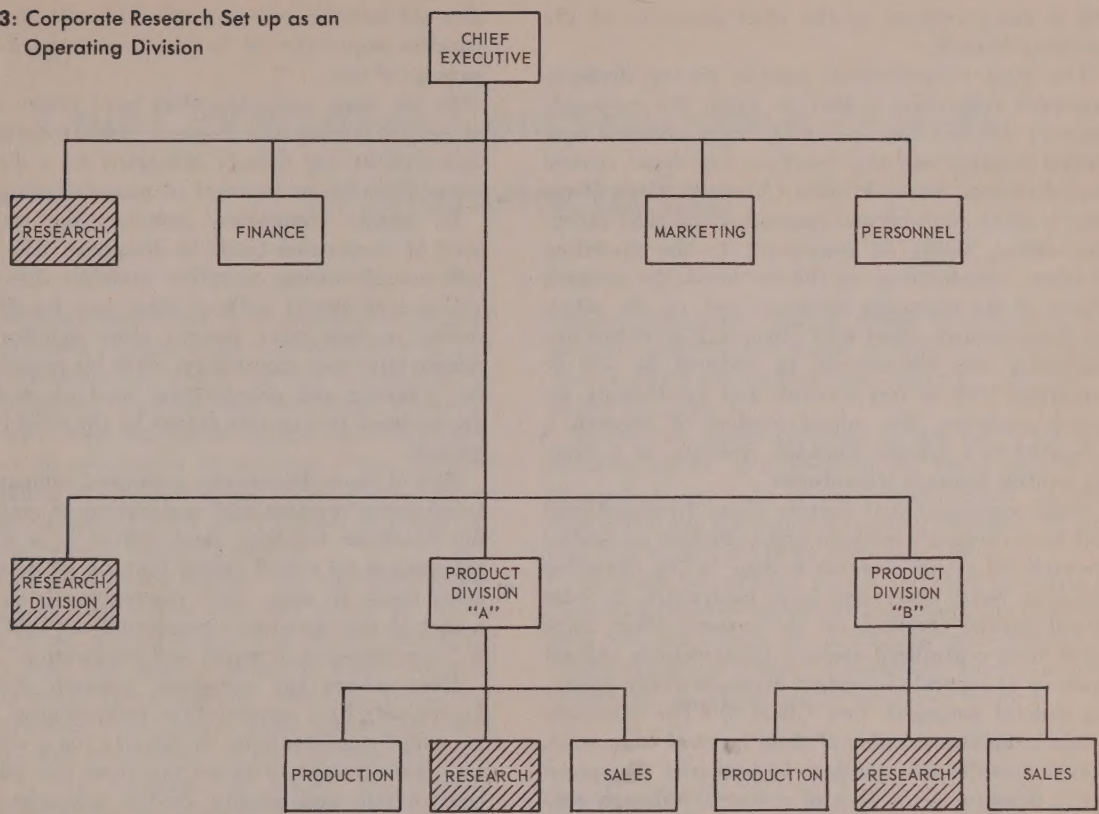 3: Corporate Research Set up as an
Operating Division
CHIEF
EXECUTIVE
RESEARCH
FINANCE
MARKETING
PERSONNEL
RESEARCH
DIVISION
PRODUCT
DIVISION
"A"
PRODUCT
DIVISION
"B"
PRODUCTION
RESEARCH
SALES
PRODUCTION
RESEARCH
SALES